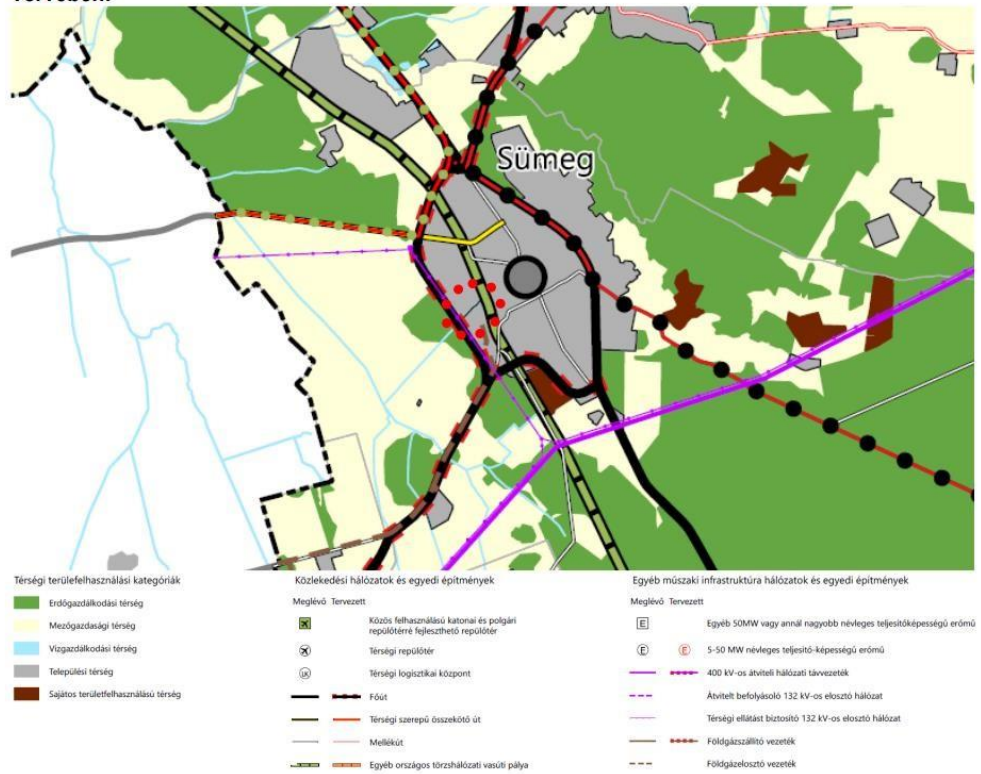 Sümeg
Térségi területfelhasználási kategóriák
Erdőgazdálkodási térség
Mezőgazdasági térség
Vízgazdálkodási térség
Települési térség
Sajátos területfelhasználású térség
Közlekedési hálózatok és egyedi építmények
Meglévő Tervezett
Közös felhasználású katonai és polgári
repülőtérré fejleszthető repülőtér
Térségi repülőtér
Térségi logisztikai központ
Főút
Térségi szerepű összekötő út
Mellékút
Egyéb országos törzshálózati vasúti pálya
Egyéb műszaki infrastruktúra hálózatok és egyedi építmények
Meglévő Tervezett
E Egyéb 50MW vagy annál nagyobb névleges teljesítőképességű erőmű
E E 5-50 MW névleges teljesítő-képességű erőmű
400 kV-os átviteli hálózati távvezeték
Átvitelt befolyásoló 132 kV-os elosztó hálózat
Térségi ellátást biztosító 132 kV-os elosztó hálózat
Földgázszállító vezeték
Földgázelosztó vezeték